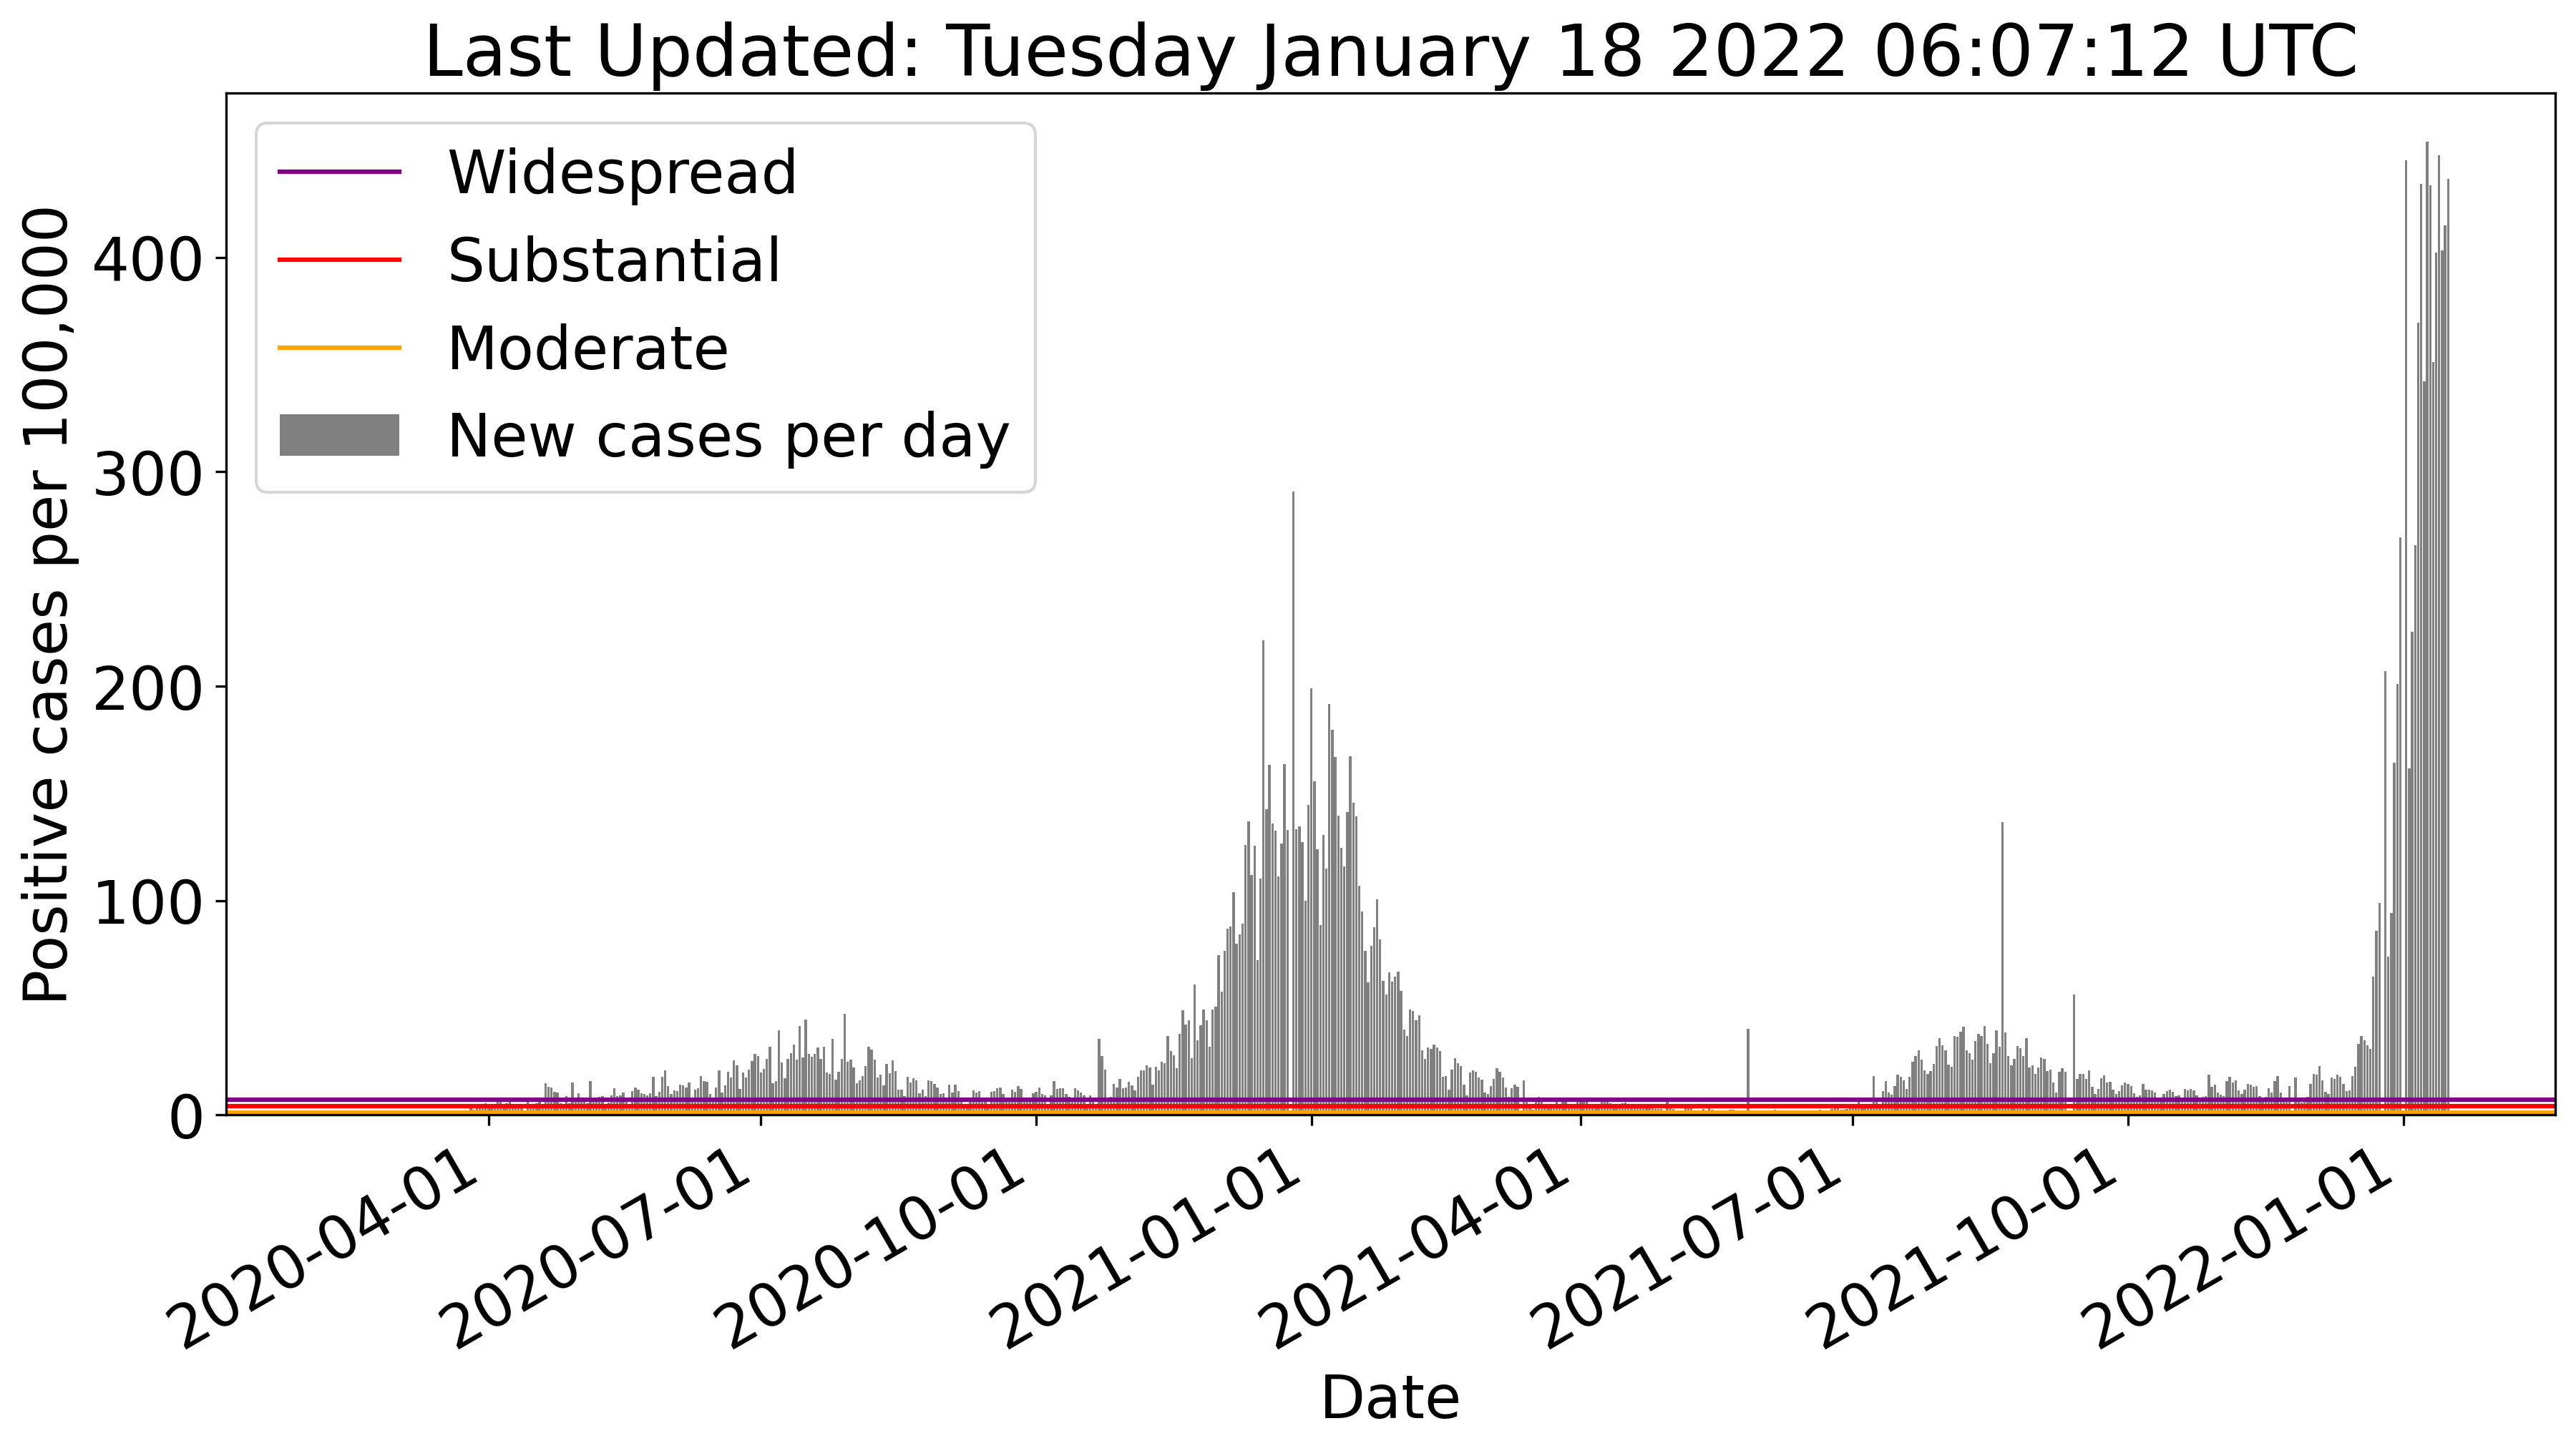 Last Updated: Tuesday January 18 2022 06:07:12 UTC
Widespread
Substantial
Moderate
New cases per day
Positive cases per 100,000
400
300
200
100
0
2020-04-01
2020-07-01
2020-10-01
2021-01-01
2021-04-01
2021-07-01
2021-10-01
2022-01-01
Date